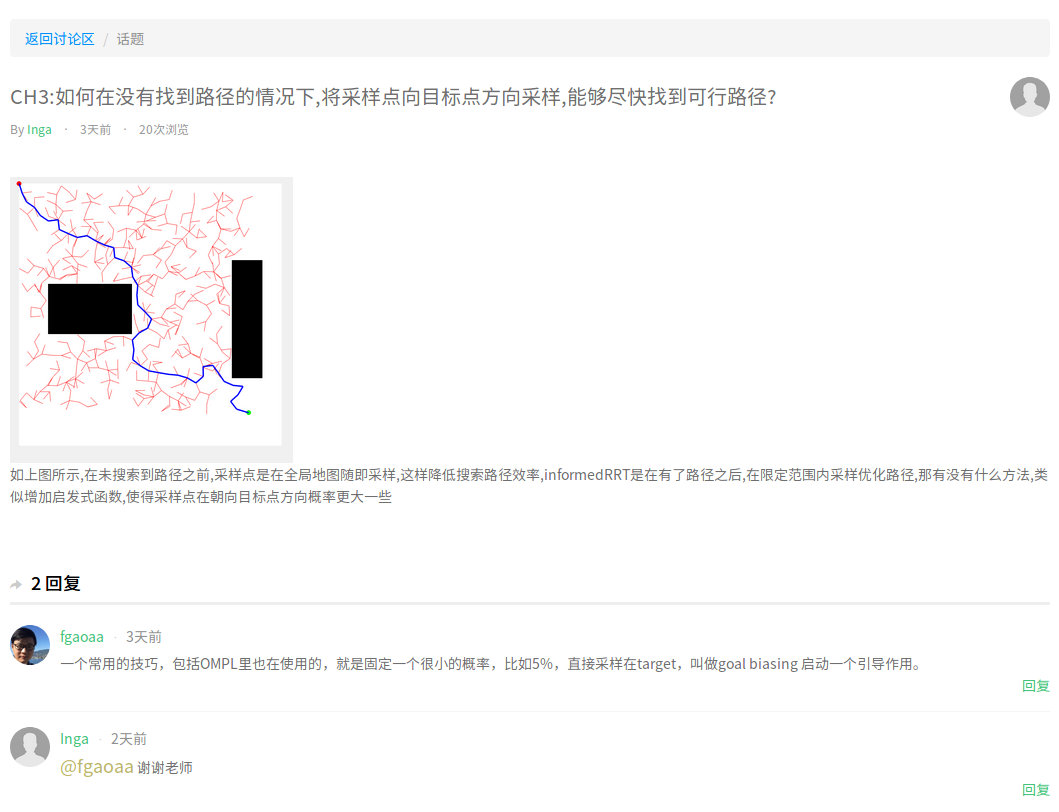 返回讨论区 / 话题
CH3:如何在没有找到路径的情况下,将采样点向目标点方向采样,能够尽快找到可行路径?
By Inga · 3天前 · 20次浏览
如上图所示,在未搜索到路径之前,采样点是在全局地图随即采样,这样降低搜索路径效率,informedRRT是在有了路径之后,在限定范围内采样优化路径,那有没有什么方法,类
似增加启发式函数,使得采样点在朝向目标点方向概率更大一些
2 回复
fgaoaa · 3天前
一个常用的技巧，包括OMPL里也在使用的，就是固定一个很小的概率，比如5%，直接采样在target，叫做goal biasing 启动一个引导作用。
回复
Inga · 2天前
@fgaoaa 谢谢老师
回复